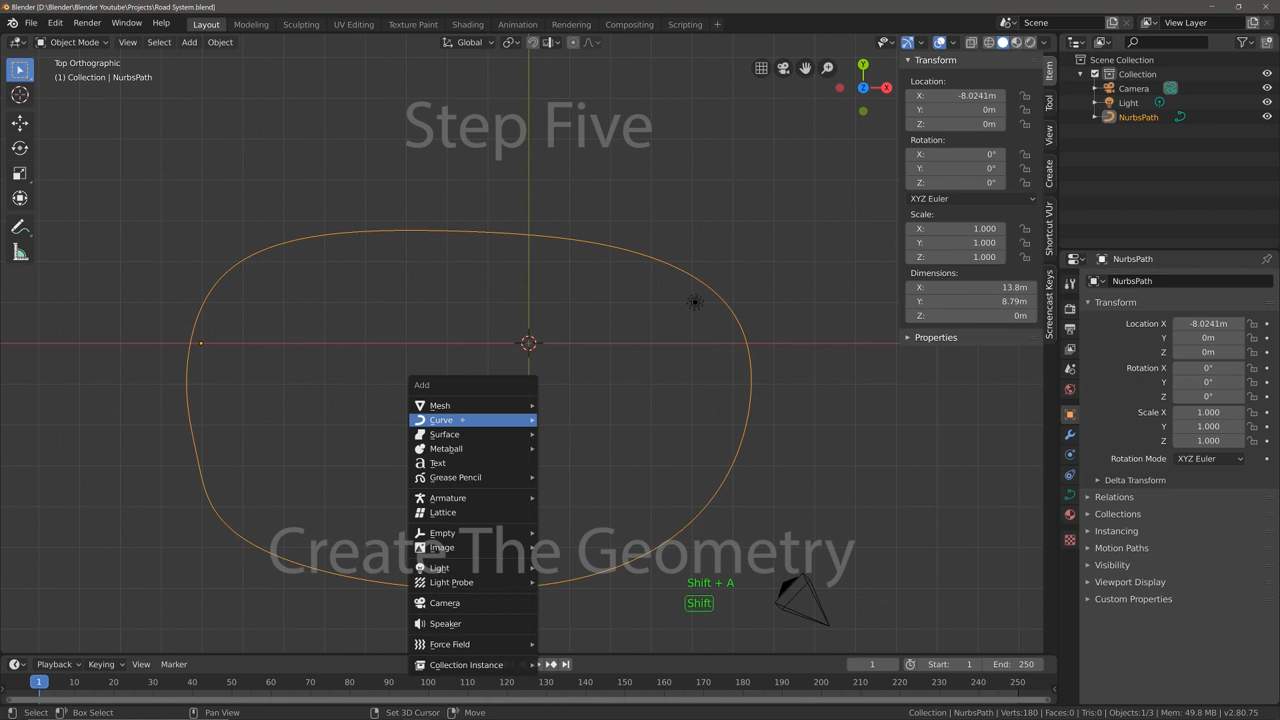 Blender [D:\Blender\Blender Youtube\Projects\Road System.blend]
File Edit Render Window Help Layout Modeling Sculpting UV Editing Texture Paint Shading Animation Rendering Compositing Scripting + Scene View Layer
Object Mode View Select Add Object Global
Top Orthographic
(1) Collection | NurbsPath
Step Five
Create The Geometry
Y
Z
X
Add
Mesh
Curve
Surface
Metaball
Text
Grease Pencil
Armature
Lattice
Empty
Image
Light
Light Probe
Camera
Speaker
Force Field
Collection Instance
Shift + A
Shift
Transform
Location:
X: -8.0241m
Y: 0m
Z: 0m
Rotation:
X: 0°
Y: 0°
Z: 0°
XYZ Euler
Scale:
X: 1.000
Y: 1.000
Z: 1.000
Dimensions:
X: 13.8m
Y: 8.79m
Z: 0m
Properties
Item
Tool
View
Create
Shortcut VUr
Screencast Keys
Scene Collection
Collection
Camera
Light
NurbsPath
NurbsPath
NurbsPath
Transform
Location X -8.0241m
Y 0m
Z 0m
Rotation X 0°
Y 0°
Z 0°
Scale X 1.000
Y 1.000
Z 1.000
Rotation Mode XYZ Euler
Delta Transform
Relations
Collections
Instancing
Motion Paths
Visibility
Viewport Display
Custom Properties
Playback Keying View Marker 1 Start: 1 End: 250
1 10 20 30 40 50 60 70 80 90 100 110 120 130 140 150 160 170 180 190 200 210 220 230 240 250
Select Box Select Pan View Set 3D Cursor Move Collection | NurbsPath | Verts:180 | Faces:0 | Tris:0 | Objects:1/3 | Mem: 49.8 MB | v2.80.75